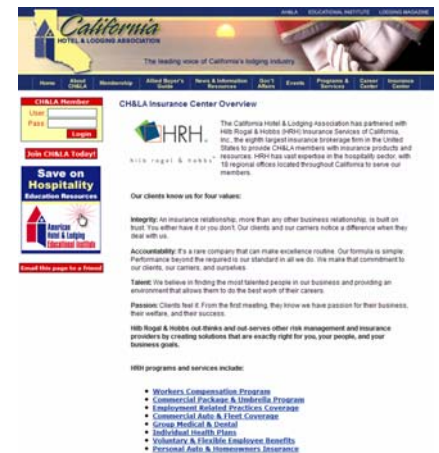 AH&LA EDUCATIONAL INSTITUTE LODGING MAGAZINE
California
HOTEL & LODGING ASSOCIATION
The leading voice of California's lodging industry
Home
About CH&LA
Membership
Allied Buyer's Guide
News & Information Resources
Gov't Affairs
Events
Programs & Services
Career Center
Insurance Center
CH&LA Member
User
Pass
Login
Join CH&LA Today!
Save on
Hospitality
Education Resources
American
Hotel & Lodging
Educational Institute
Email this page to a friend
CH&LA Insurance Center Overview
HRH
hilb rogal & hobbs
The California Hotel & Lodging Association has partnered with
Hilb Rogal & Hobbs (HRH) Insurance Services of California,
Inc., the eighth largest insurance brokerage firm in the United
States to provide CH&LA members with insurance products and
resources. HRH has vast expertise in the hospitality sector, with
18 regional offices located throughout California to serve our
members.
Our clients know us for four values:
Integrity: An insurance relationship, more than any other business relationship, is built on
trust. You either have it or you don't. Our clients and our carriers notice a difference when they
deal with us.
Accountability: It's a rare company that can make excellence routine. Our formula is simple:
Performance beyond the required is our standard in all we do. We make that commitment to
our clients, our carriers, and ourselves.
Talent: We believe in finding the most talented people in our business and providing an
environment that allows them to do the best work of their careers.
Passion: Clients feel it. From the first meeting, they know we have passion for their business,
their welfare, and their success.
Hilb Rogal & Hobbs out-thinks and out-serves other risk management and insurance
providers by creating solutions that are exactly right for you, your people, and your
business goals.
HRH programs and services include:
Workers Compensation Program
Commercial Package & Umbrella Program
Employment Related Practices Coverage
Commercial Auto & Fleet Coverage
Group Medical & Dental
Individual Health Plans
Voluntary & Flexible Employee Benefits
Personal Auto & Homeowners Insurance